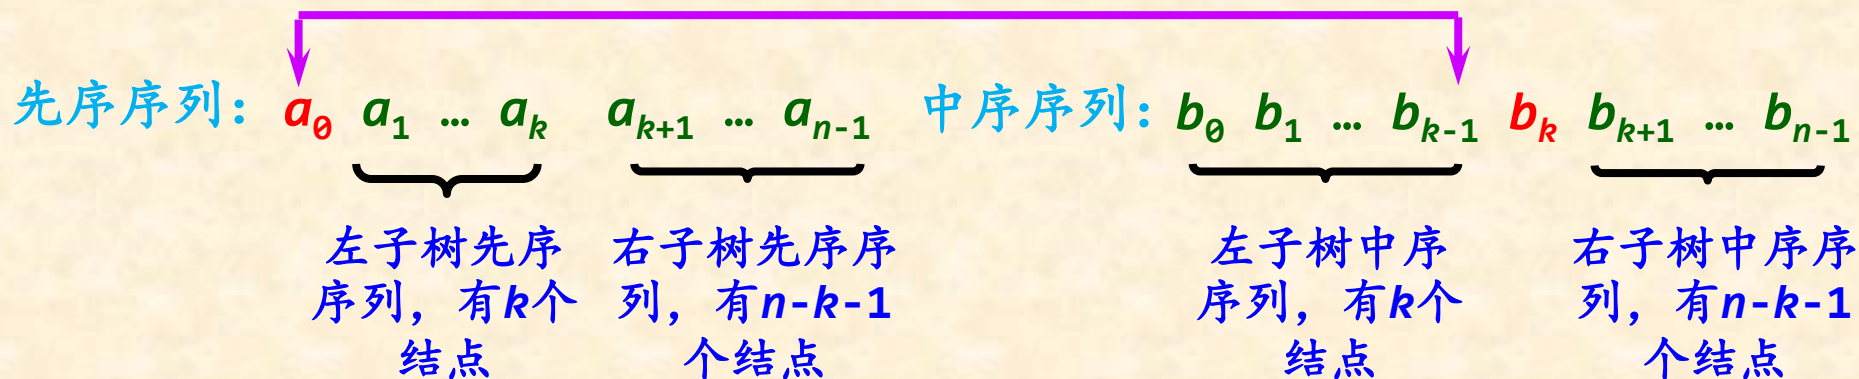 先序序列: a₀ a₁ … aₖ aₖ₊₁ … aₙ₋₁ 中序序列: b₀ b₁ … bₖ₋₁ bₖ bₖ₊₁ … bₙ₋₁
左子树先序
序列，有k个
结点
右子树先序序
列，有n-k-1
个结点
左子树中序
序列，有k个
结点
右子树中序序
列，有n-k-1
个结点